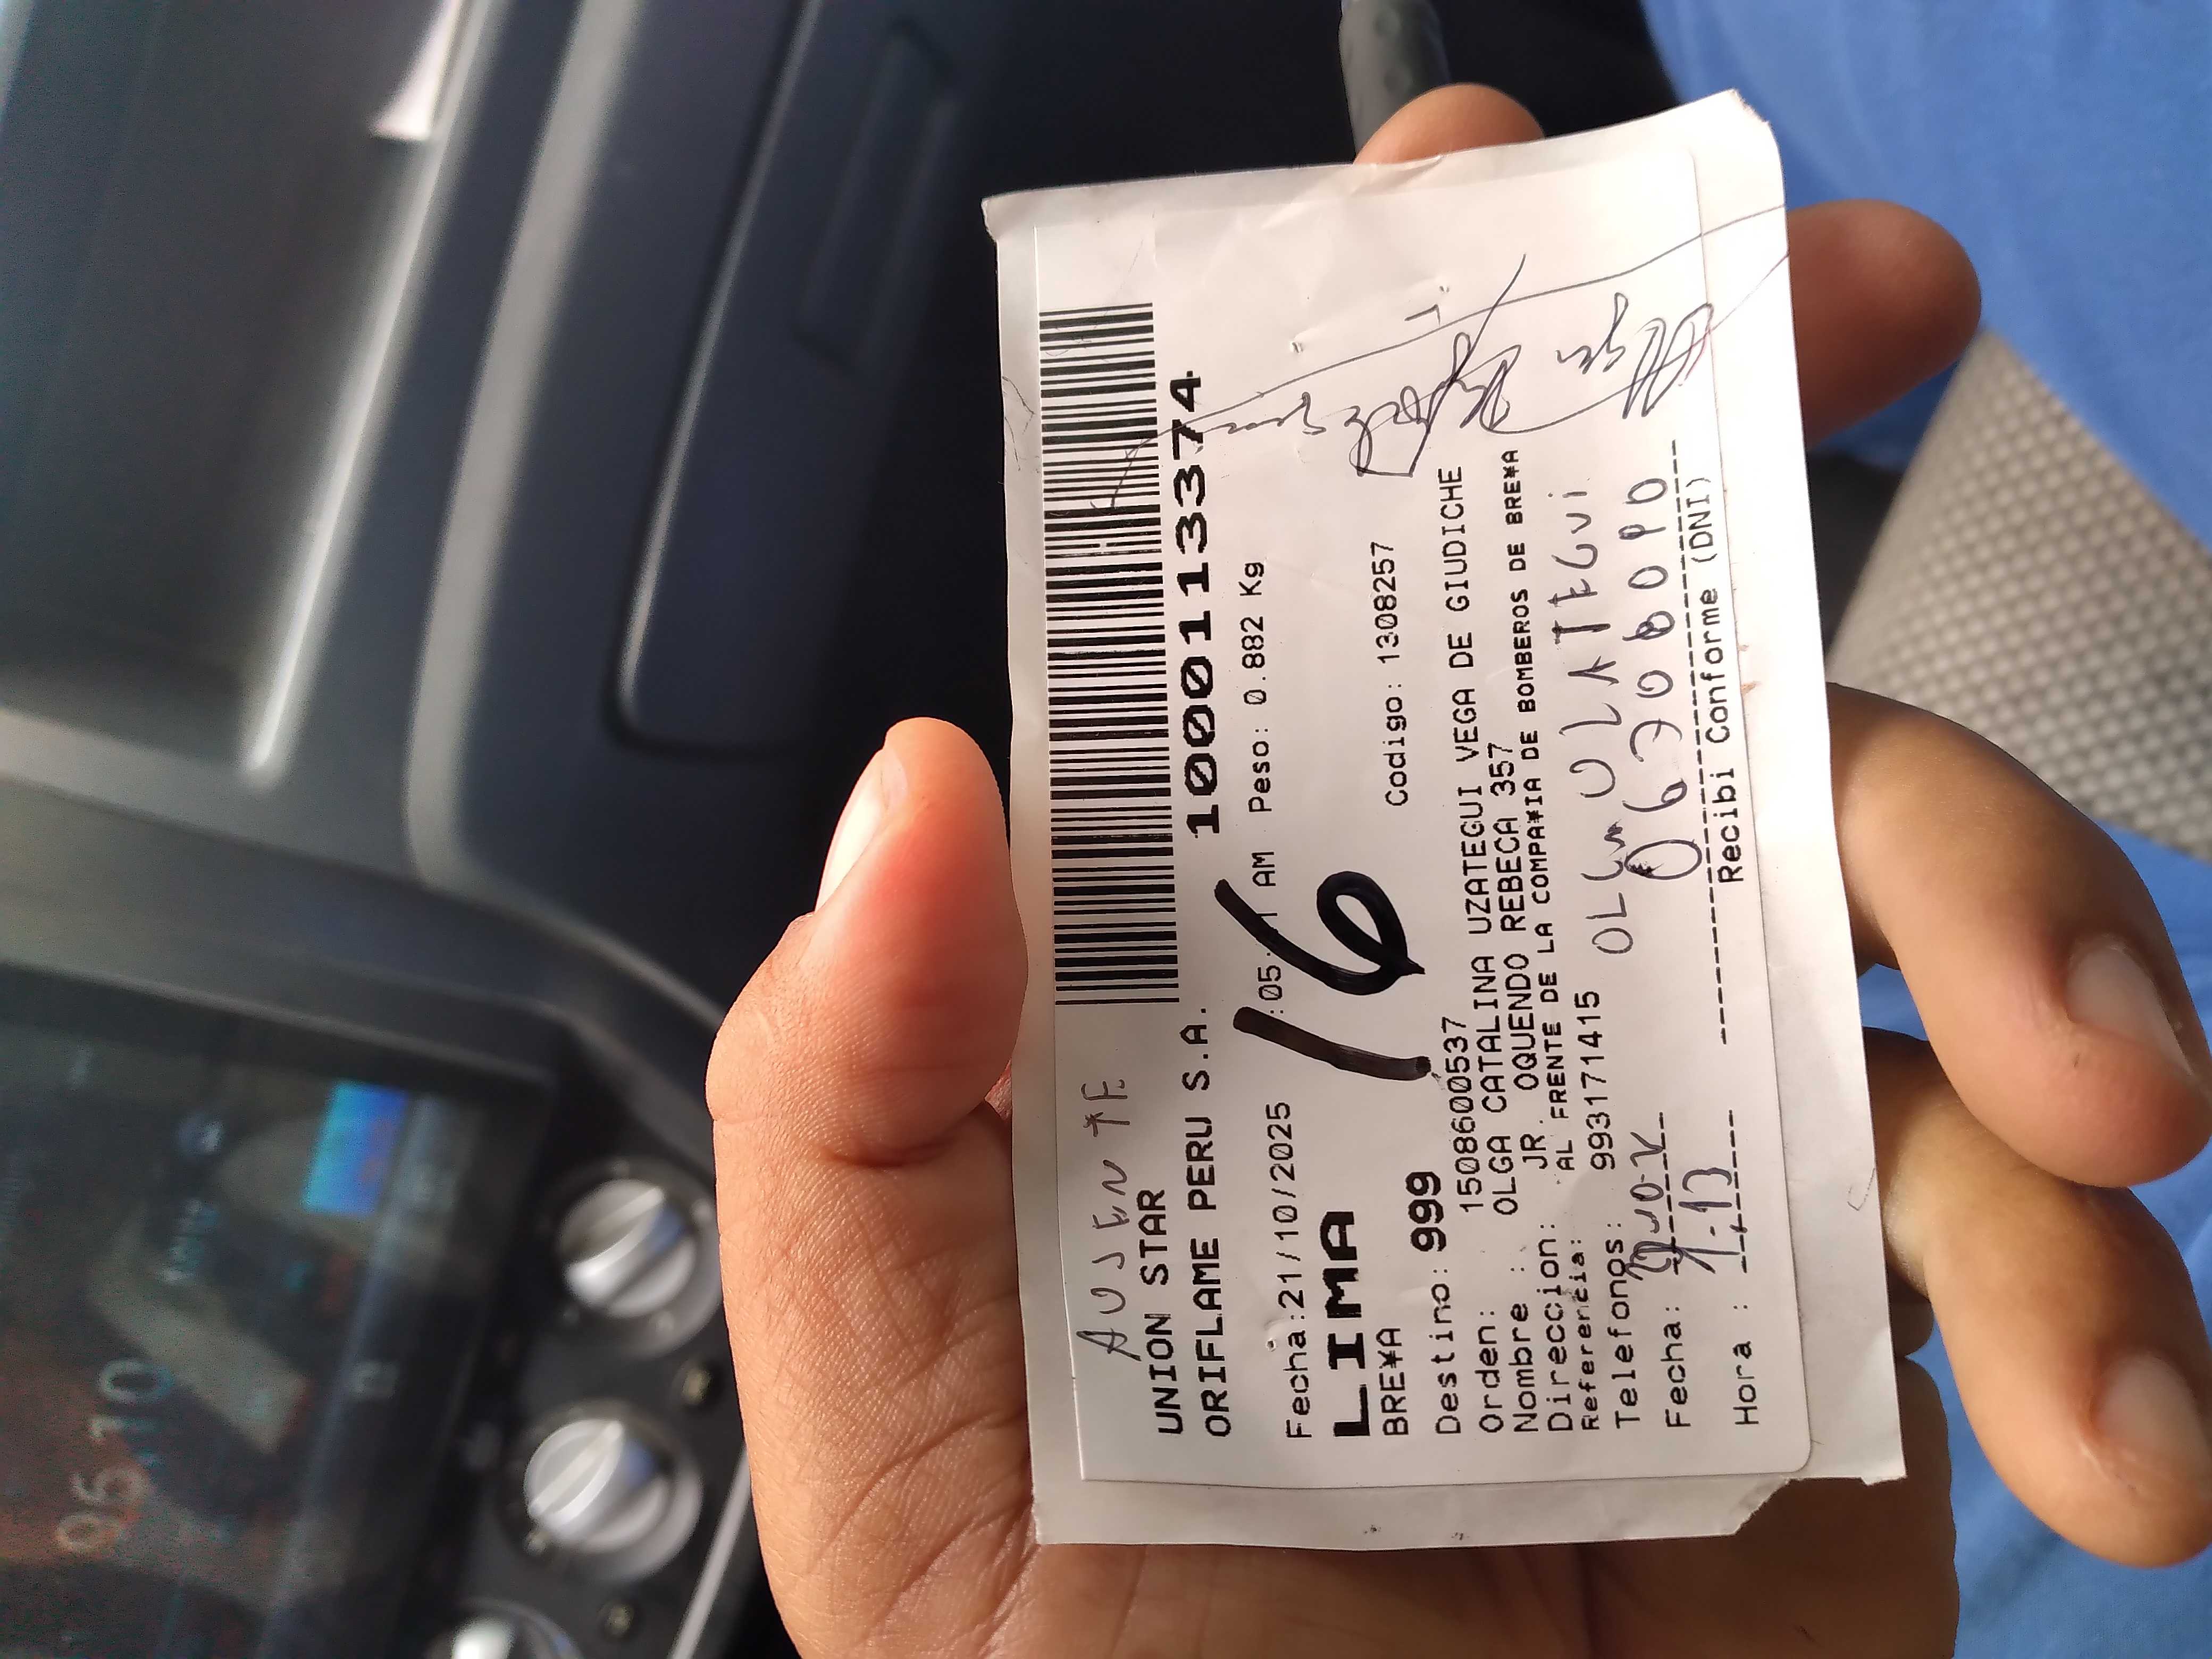 AUSENTE
UNION STAR
ORIFLAME PERU S.A.
1000113374
Fecha:21/10/2025 :05: AM Peso: 0.882 Kg
LIMA
16
BRE¥A
Codigo: 1308257
Destino: 999
Orden: 1508600537
Nombre : OLGA CATALINA UZATEGUI VEGA DE GIUDICHE
Direccion: JR. OQUENDO REBECA 357
Referencia: AL FRENTE DE LA COMPA¥IA DE BOMBEROS DE BRE¥A
Telefonos: 993171415
Fecha:
Hora :
Recibi Conforme (DNI)